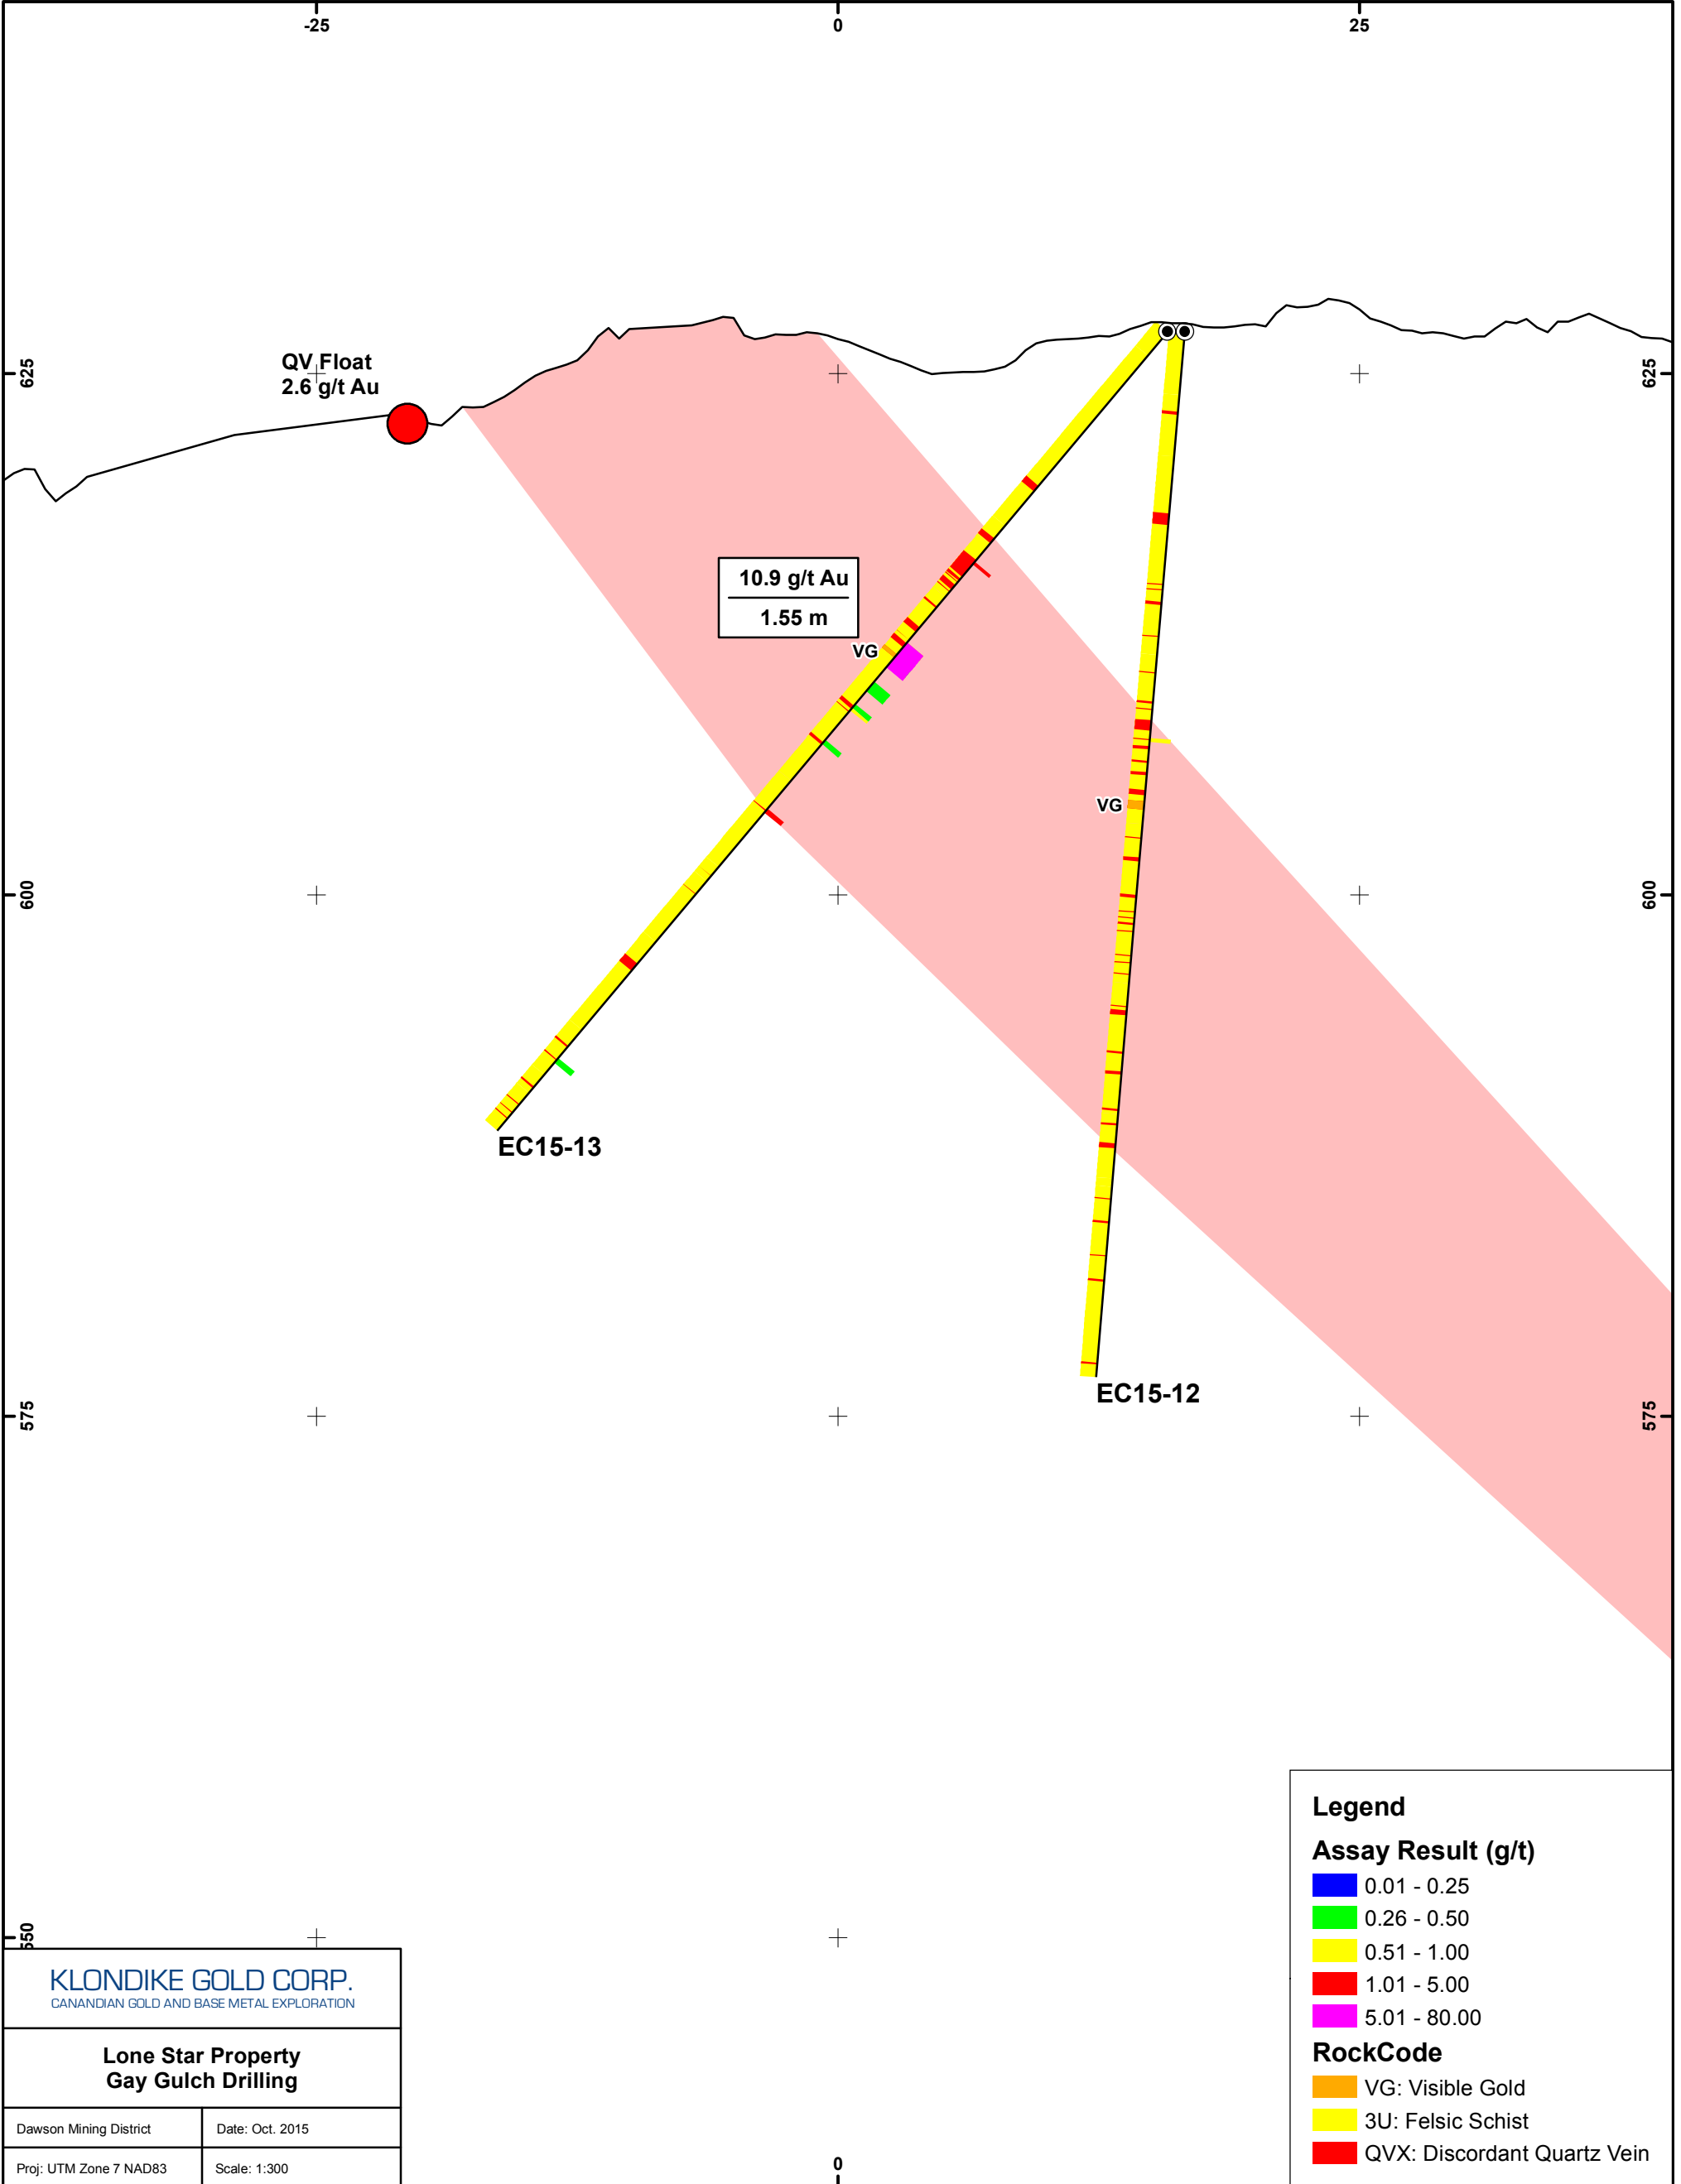 -25
0
25
QV Float
2.6 g/t Au
625
625
10.9 g/t Au
1.55 m
VG
VG
600
600
EC15-13
EC15-12
575
575
550
KLONDIKE GOLD CORP.
CANANDIAN GOLD AND BASE METAL EXPLORATION
Lone Star Property
Gay Gulch Drilling
Dawson Mining District
Date: Oct. 2015
Proj: UTM Zone 7 NAD83
Scale: 1:300
0
Legend
Assay Result (g/t)
0.01 - 0.25
0.26 - 0.50
0.51 - 1.00
1.01 - 5.00
5.01 - 80.00
RockCode
VG: Visible Gold
3U: Felsic Schist
QVX: Discordant Quartz Vein